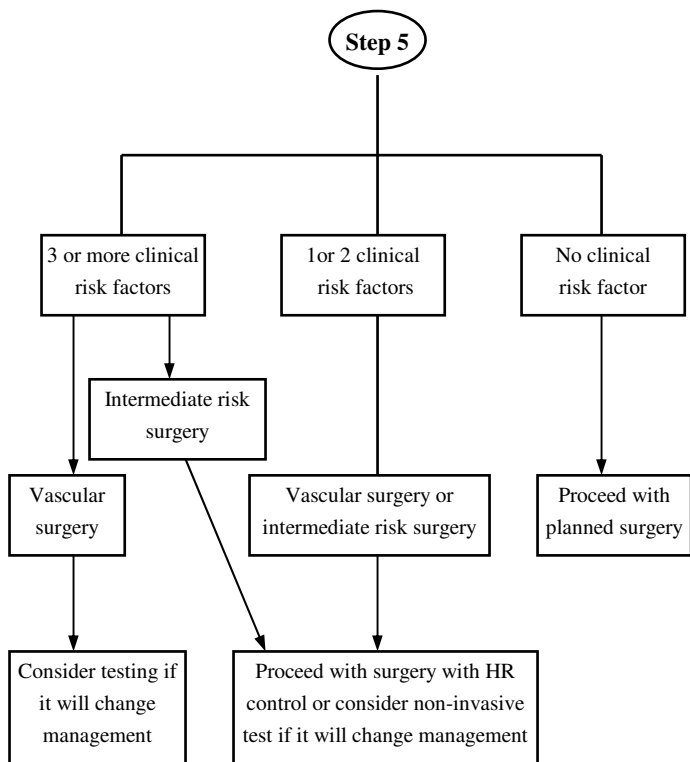 Step 5
3 or more clinical
risk factors
1or 2 clinical
risk factors
No clinical
risk factor
Intermediate risk
surgery
Vascular
surgery
Vascular surgery or
intermediate risk surgery
Proceed with
planned surgery
Consider testing if
it will change
management
Proceed with surgery with HR
control or consider non-invasive
test if it will change management